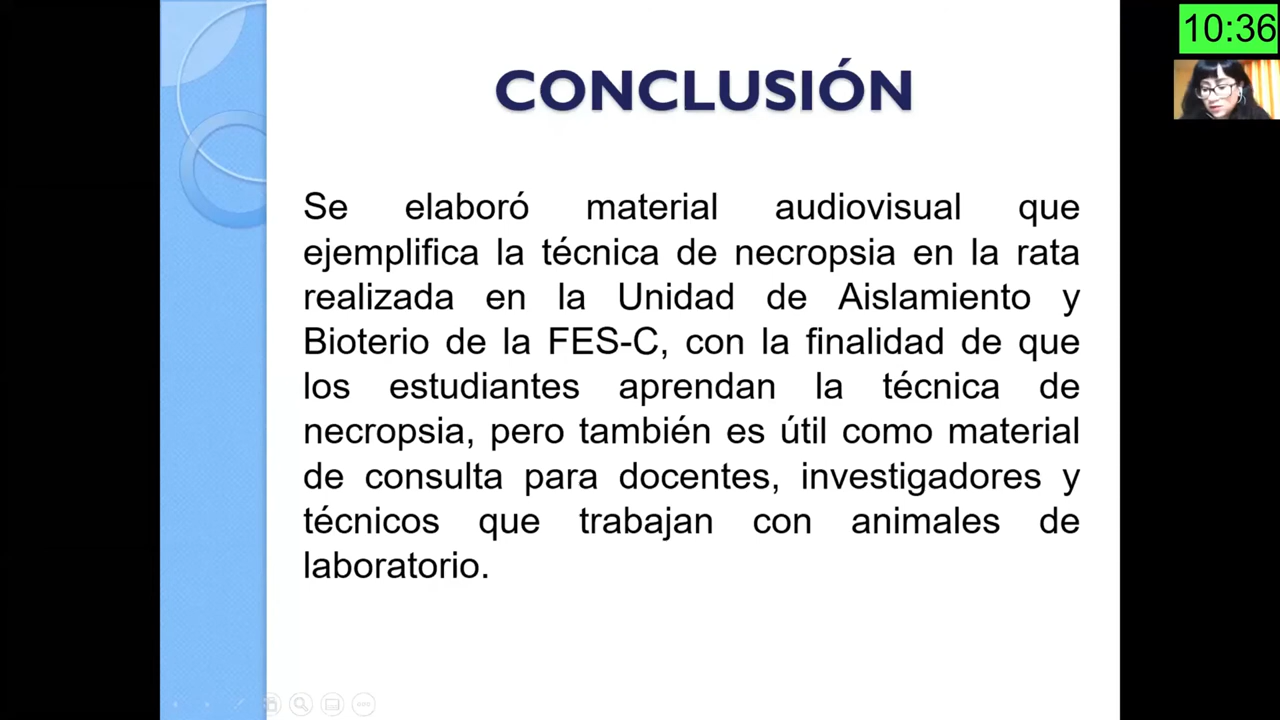 10:36
CONCLUSIÓN
Se elaboró material audiovisual que
ejemplifica la técnica de necropsia en la rata
realizada en la Unidad de Aislamiento y
Bioterio de la FES-C, con la finalidad de que
los estudiantes aprendan la técnica de
necropsia, pero también es útil como material
de consulta para docentes, investigadores y
técnicos que trabajan con animales de
laboratorio.